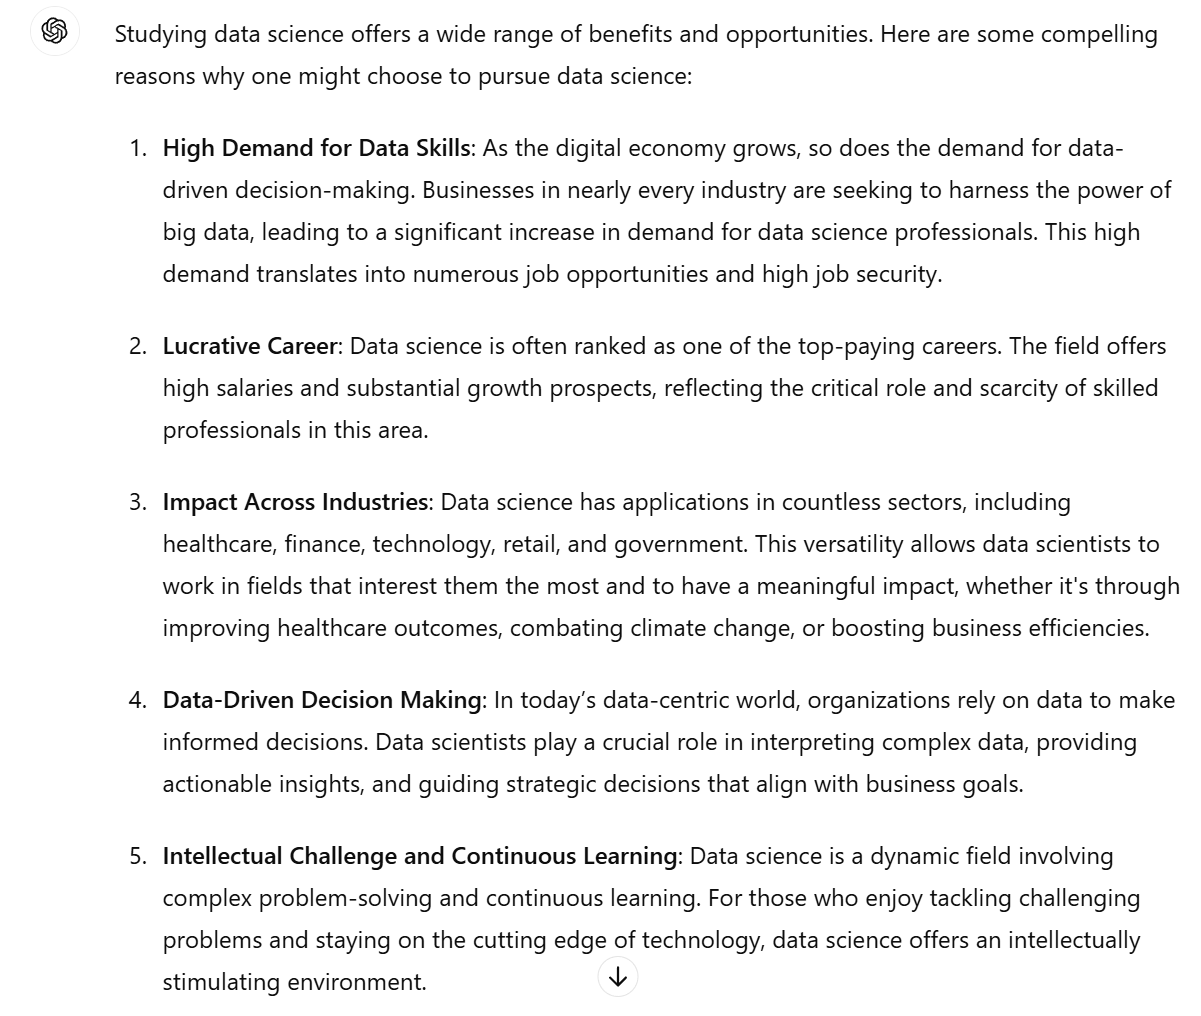 Studying data science offers a wide range of benefits and opportunities. Here are some compelling
reasons why one might choose to pursue data science:
1. High Demand for Data Skills: As the digital economy grows, so does the demand for data-
driven decision-making. Businesses in nearly every industry are seeking to harness the power of
big data, leading to a significant increase in demand for data science professionals. This high
demand translates into numerous job opportunities and high job security.
2. Lucrative Career: Data science is often ranked as one of the top-paying careers. The field offers
high salaries and substantial growth prospects, reflecting the critical role and scarcity of skilled
professionals in this area.
3. Impact Across Industries: Data science has applications in countless sectors, including
healthcare, finance, technology, retail, and government. This versatility allows data scientists to
work in fields that interest them the most and to have a meaningful impact, whether it's through
improving healthcare outcomes, combating climate change, or boosting business efficiencies.
4. Data-Driven Decision Making: In today’s data-centric world, organizations rely on data to make
informed decisions. Data scientists play a crucial role in interpreting complex data, providing
actionable insights, and guiding strategic decisions that align with business goals.
5. Intellectual Challenge and Continuous Learning: Data science is a dynamic field involving
complex problem-solving and continuous learning. For those who enjoy tackling challenging
problems and staying on the cutting edge of technology, data science offers an intellectually
stimulating environment.